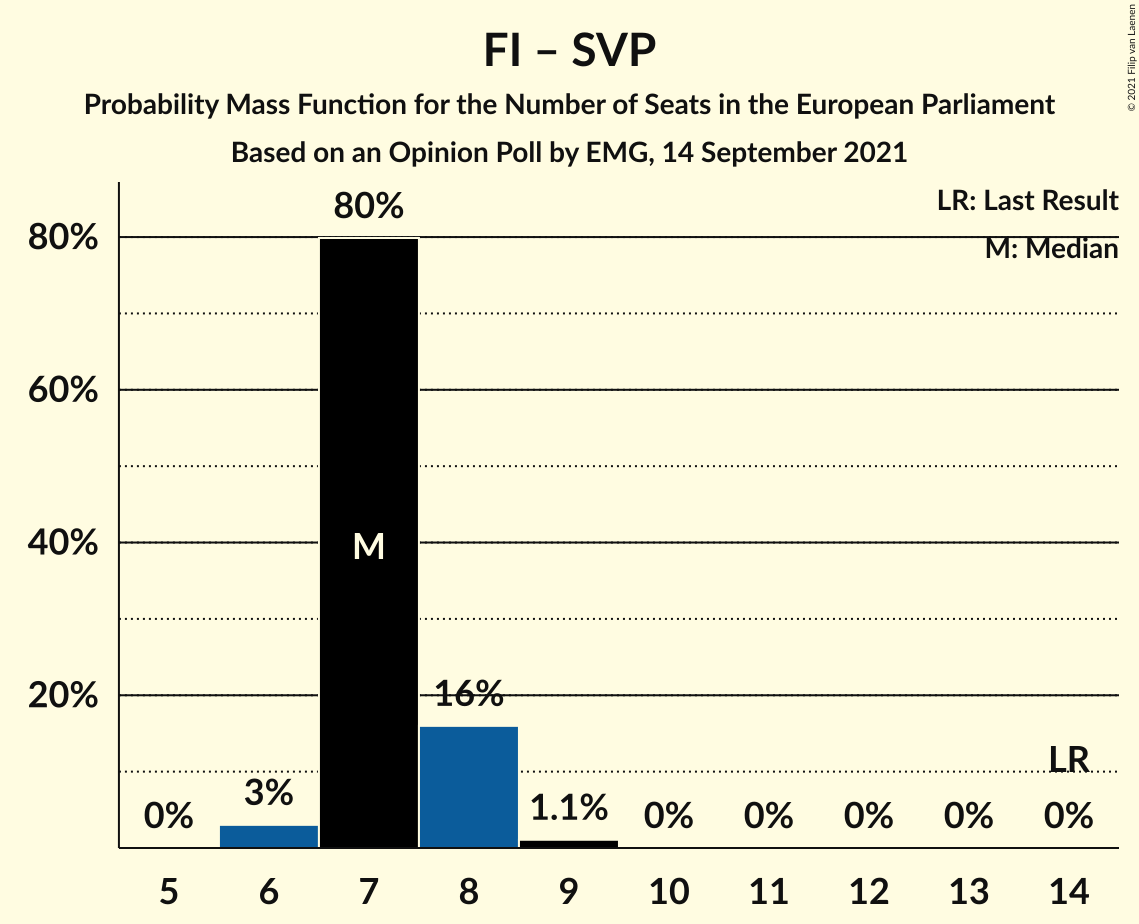 FI – SVP
Probability Mass Function for the Number of Seats in the European Parliament
Based on an Opinion Poll by EMG, 14 September 2021
© 2021 Filip van Laenen
LR: Last Result
M: Median
80%
60%
40%
20%
0%
3%
80%
M
16%
1.1%
0%
0%
0%
0%
LR
0%
5 6 7 8 9 10 11 12 13 14